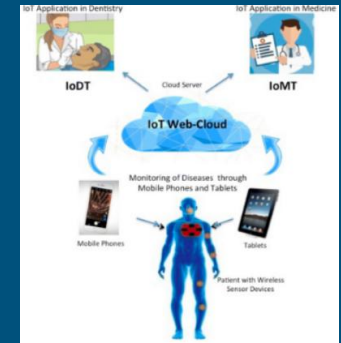 IoT Application in Dentistry
IoT Application in Medicine
IoDT
Cloud Server
IoMT
IoT Web-Cloud
Monitoring of Diseases through
Mobile Phones and Tablets
Mobile Phones
Tablets
Patient with Wireless
Sensor Devices